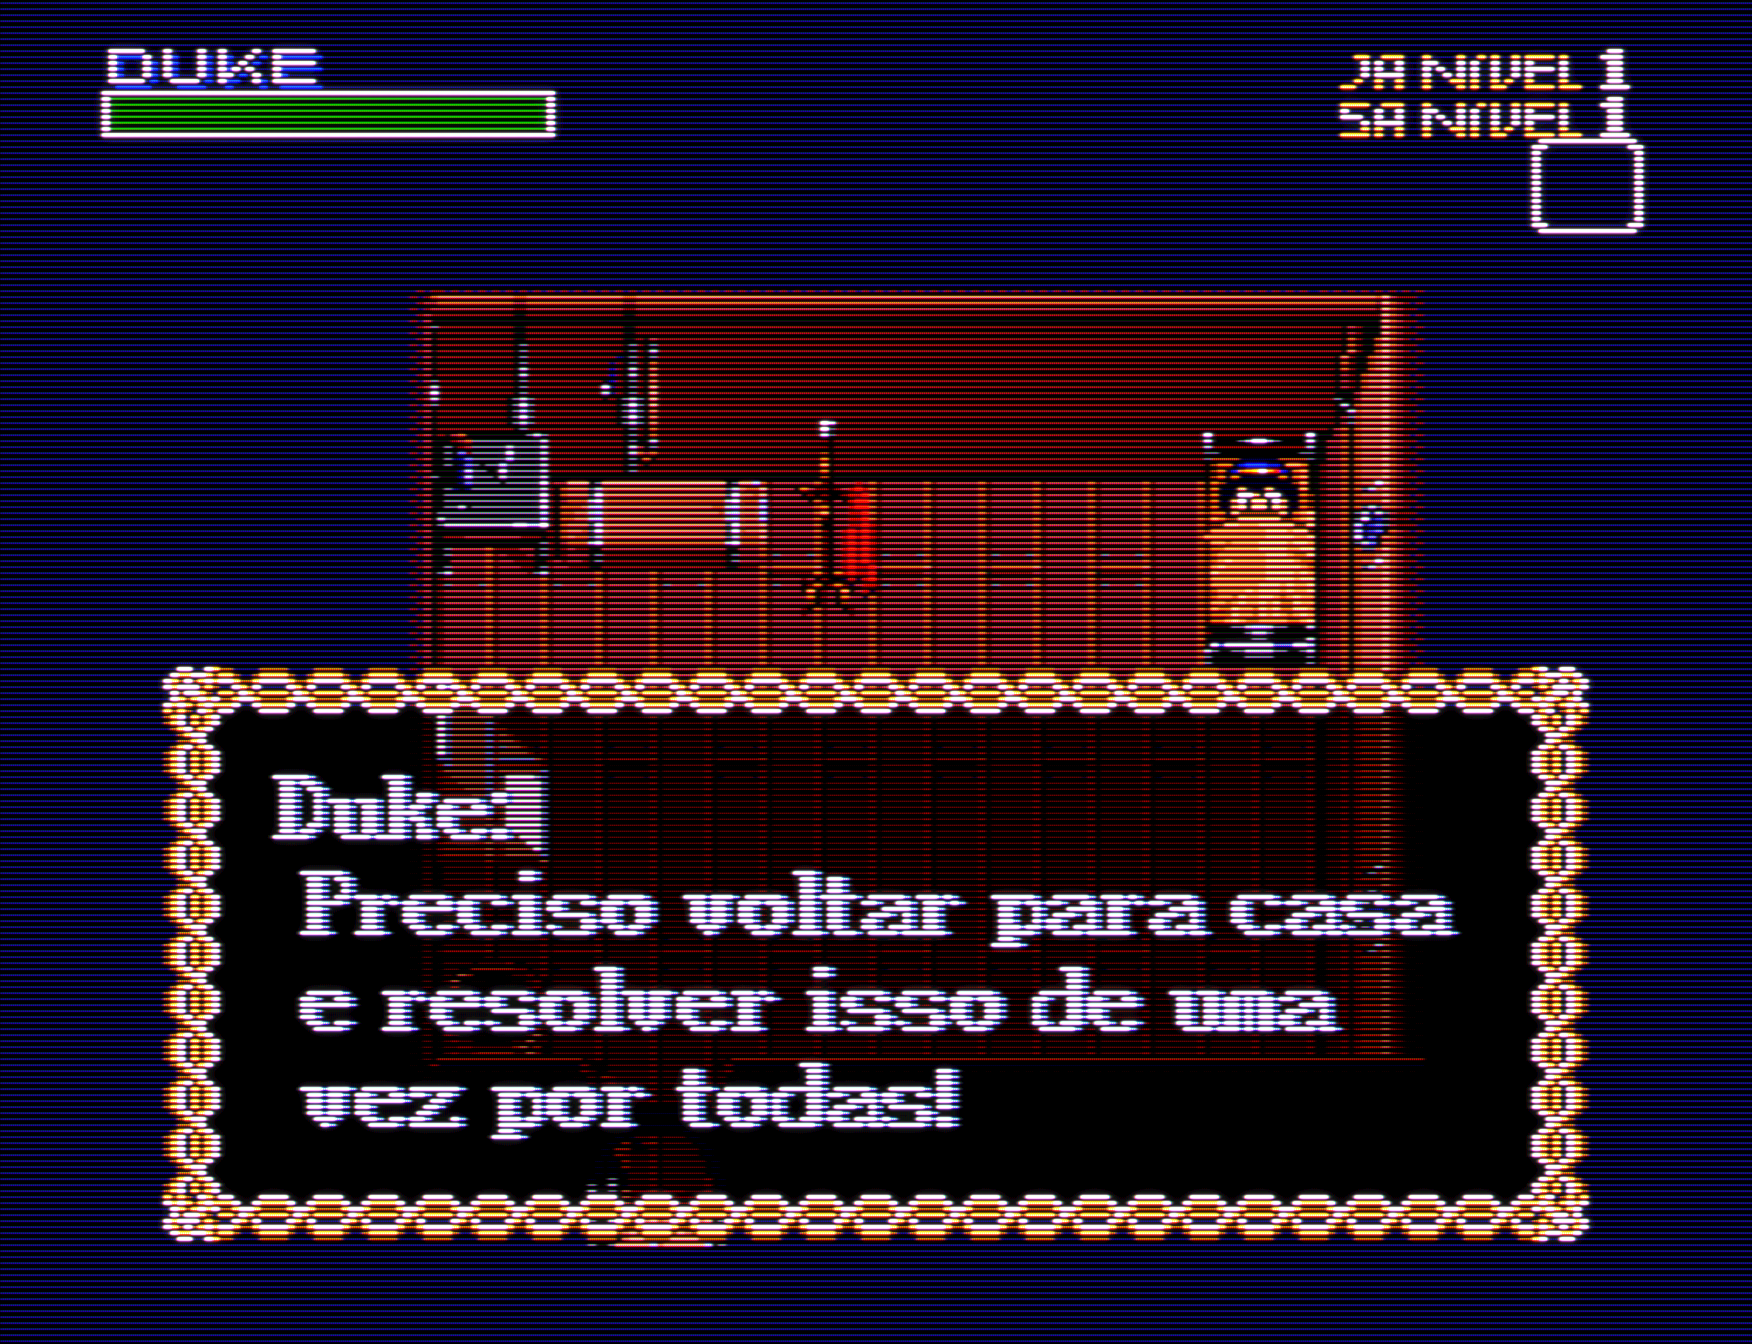 DUKE
JA NIVEL 1
SA NIVEL 1
Duke:
Preciso voltar para casa
e resolver isso de uma
vez por todas!